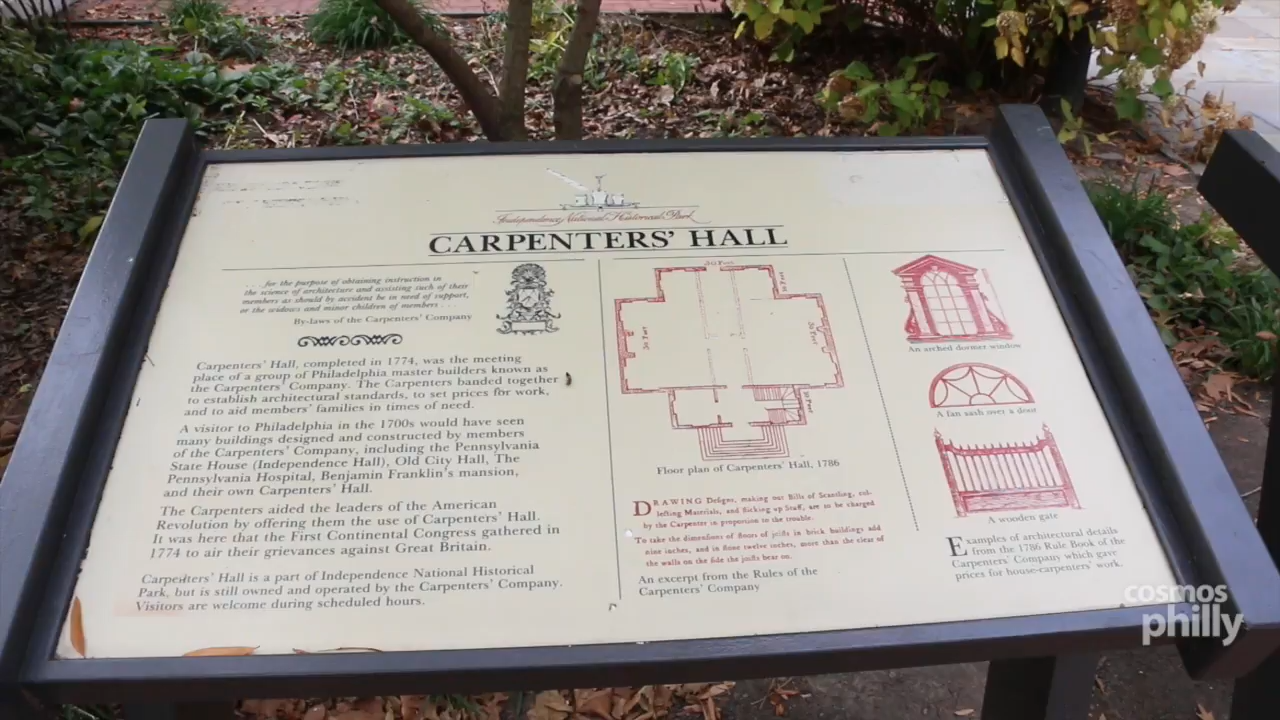 Independence National Historical Park
CARPENTERS' HALL
. . . for the purpose of obtaining instruction in
the science of architecture and assisting such of their
members as should by accident be in need of support,
or the widows and minor children of members . . .
By-laws of the Carpenters' Company
Carpenters' Hall, completed in 1774, was the meeting
place of a group of Philadelphia master builders known as
the Carpenters' Company. The Carpenters banded together
to establish architectural standards, to set prices for work,
and to aid members' families in times of need.
A visitor to Philadelphia in the 1700s would have seen
many buildings designed and constructed by members
of the Carpenters' Company, including the Pennsylvania
State House (Independence Hall), Old City Hall, The
Pennsylvania Hospital, Benjamin Franklin's mansion,
and their own Carpenters' Hall.
The Carpenters aided the leaders of the American
Revolution by offering them the use of Carpenters' Hall.
It was here that the First Continental Congress gathered in
1774 to air their grievances against Great Britain.
Carpenters' Hall is a part of Independence National Historical
Park, but is still owned and operated by the Carpenters' Company.
Visitors are welcome during scheduled hours.
Floor plan of Carpenters' Hall, 1786
DRAWING Designs, making out Bills of Scantling, col-
lecting Materials, and sticking up Stuff, are to be charged
by the Carpenter in proportion to the trouble.
To take the dimensions of floors of joists in brick buildings add
nine inches, and in stone twelve inches, more than the clear of
the walls on the side the joists bear on.
An excerpt from the Rules of the
Carpenters' Company
An arched dormer window
A fan sash over a door
A wooden gate
Examples of architectural details
from the 1786 Rule Book of the
Carpenters' Company which gave
prices for house-carpenters' work.
cosmos
philly